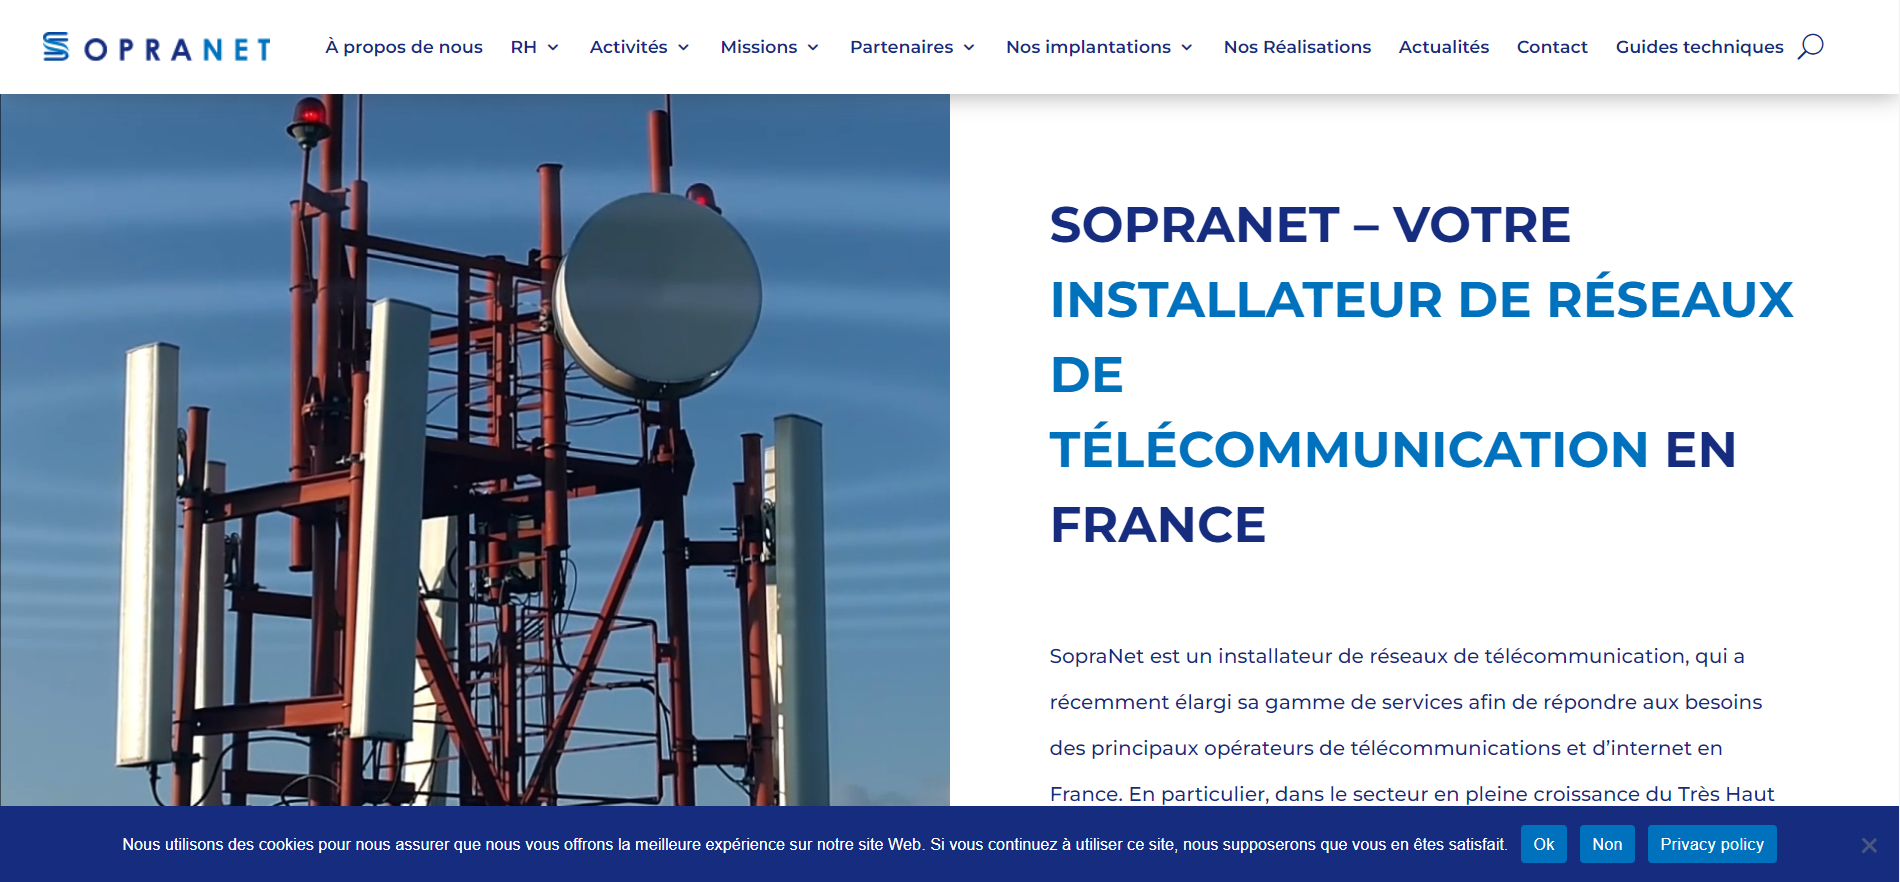 SOPRANET
À propos de nous RH Activités Missions Partenaires Nos implantations Nos Réalisations Actualités Contact Guides techniques
SOPRANET – VOTRE
INSTALLATEUR DE RÉSEAUX
DE
TÉLÉCOMMUNICATION EN
FRANCE
SopraNet est un installateur de réseaux de télécommunication, qui a
récemment élargi sa gamme de services afin de répondre aux besoins
des principaux opérateurs de télécommunications et d’internet en
France. En particulier, dans le secteur en pleine croissance du Très Haut
Nous utilisons des cookies pour nous assurer que nous vous offrons la meilleure expérience sur notre site Web. Si vous continuez à utiliser ce site, nous supposerons que vous en êtes satisfait. Ok Non Privacy policy